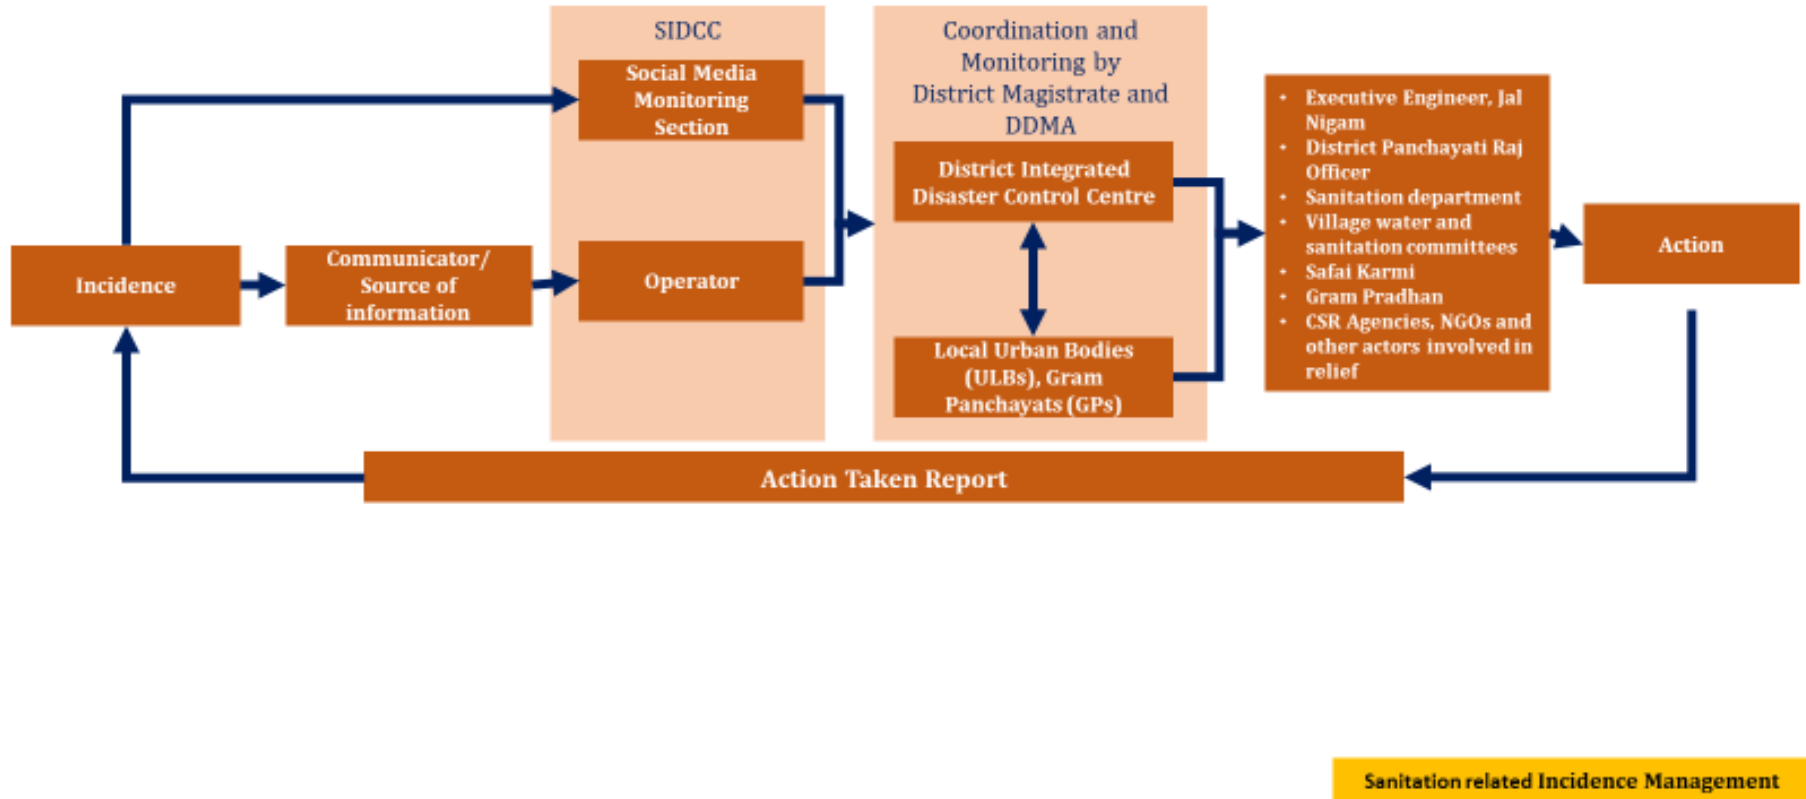 SIDCC
Social Media
Monitoring
Section
Operator
Coordination and
Monitoring by
District Magistrate and
DDMA
District Integrated
Disaster Control Centre
Local Urban Bodies
(ULBs), Gram
Panchayats (GPs)
• Executive Engineer, Jal
Nigam
• District Panchayati Raj
Officer
• Sanitation department
• Village water and
sanitation committees
• Safai Karmi
• Gram Pradhan
• CSR Agencies, NGOs and
other actors involved in
relief
Action
Incidence
Communicator/
Source of
information
Action Taken Report
Sanitation related Incidence Management